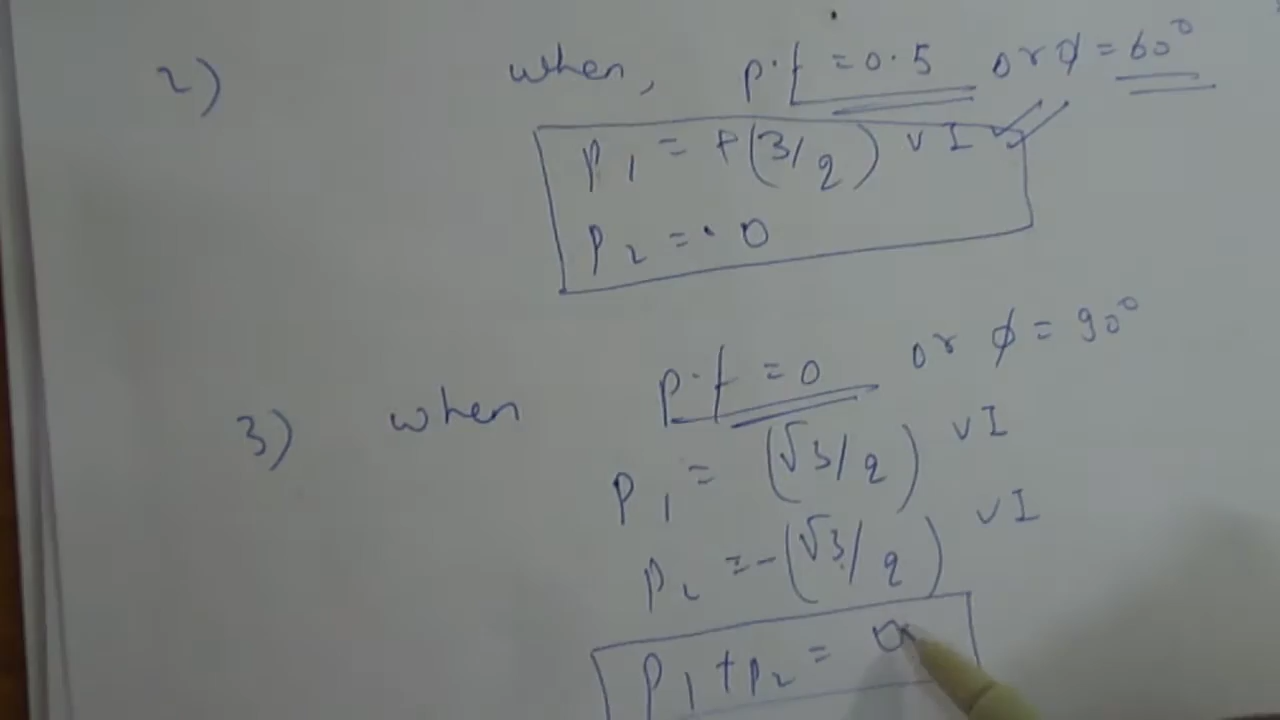 2) when, p.f = 0.5 or ϕ = 60°
P1 = +(3/2) VI
P2 = 0
3) when p.f = 0 or ϕ = 90°
P1 = (√3/2) VI
P2 = -(√3/2) VI
P1 + P2 = 0